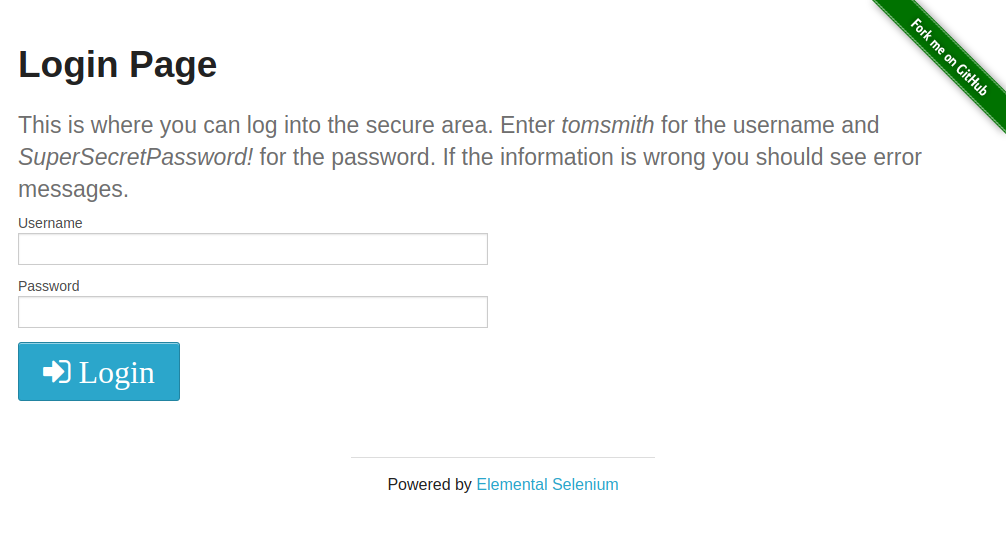 Fork me on GitHub
Login Page
This is where you can log into the secure area. Enter tomsmith for the username and
SuperSecretPassword! for the password. If the information is wrong you should see error
messages.
Username
Password
Login
Powered by Elemental Selenium